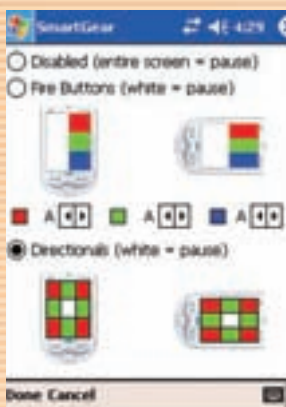 SmartGear 4:29
Disabled (entire screen = pause)
Fire Buttons (white = pause)
A A A
Directionals (white = pause)
Done Cancel